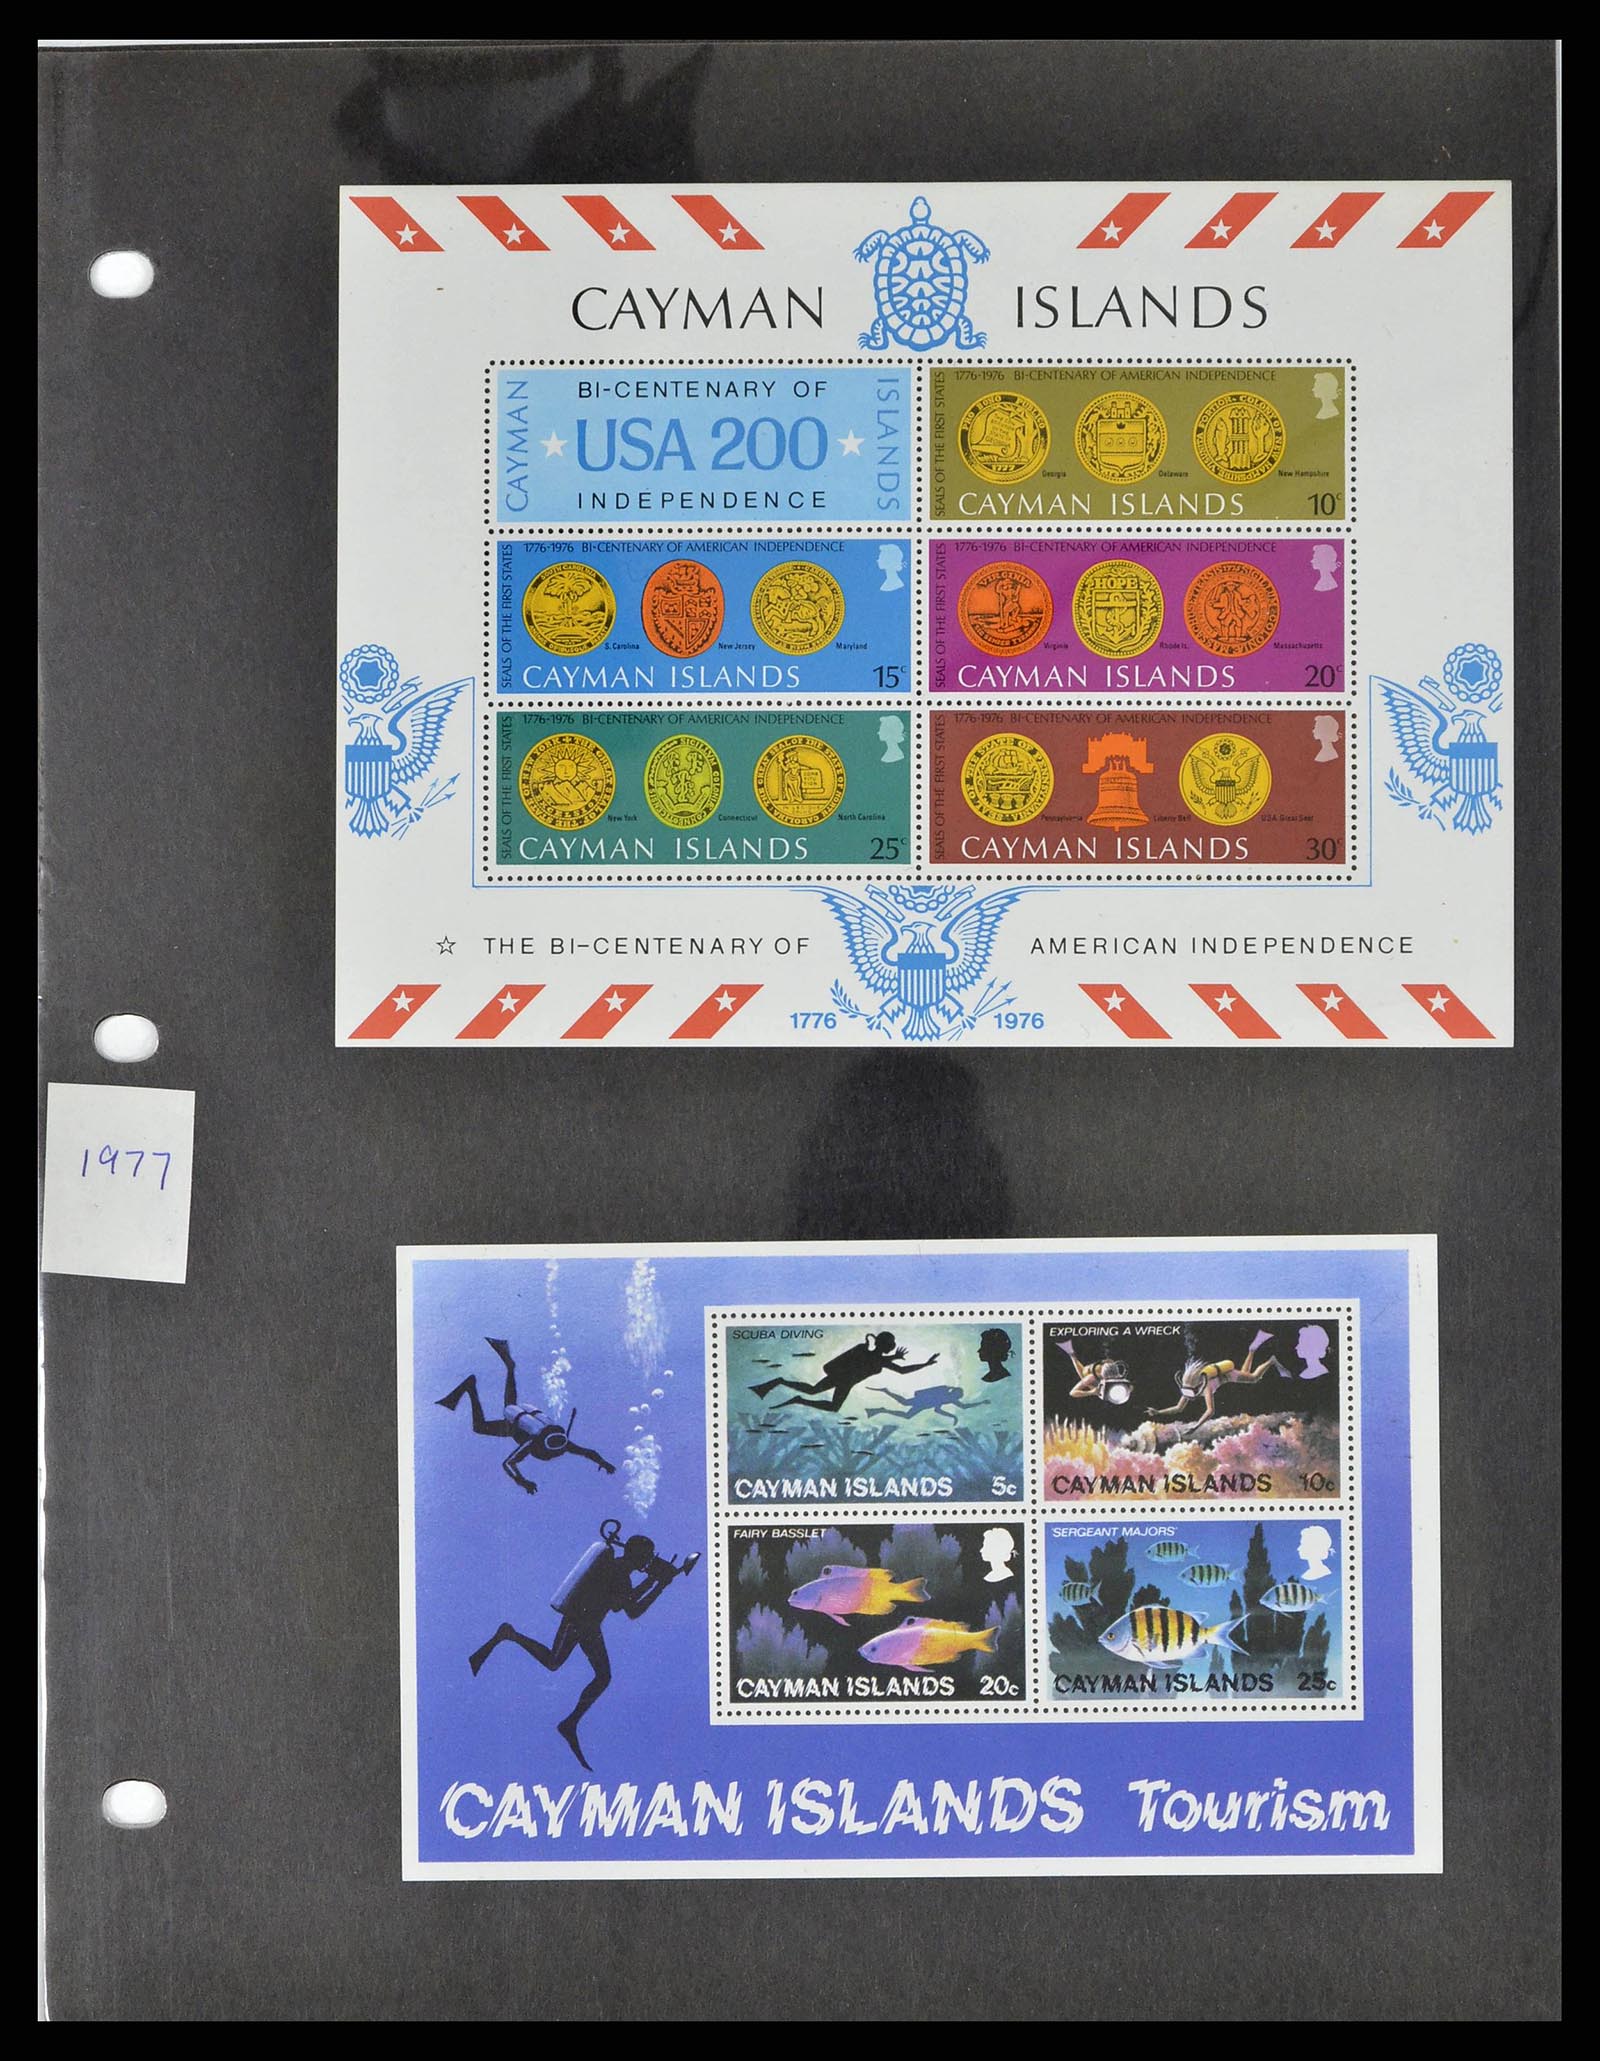 CAYMAN ISLANDS
CAYMAN
BI-CENTENARY OF
USA 200
INDEPENDENCE
ISLANDS
1776-1976 BI-CENTENARY OF AMERICAN INDEPENDENCE
SEALS OF THE FIRST STATES
Georgia Delaware New Hampshire
CAYMAN ISLANDS 10c
1776-1976 BI-CENTENARY OF AMERICAN INDEPENDENCE
SEALS OF THE FIRST STATES
SOUTH CAROLINA
S. Carolina New Jersey Maryland
CAYMAN ISLANDS 15c
1776-1976 BI-CENTENARY OF AMERICAN INDEPENDENCE
SEALS OF THE FIRST STATES
HOPE
Virginia Rhode Is. Massachusetts
CAYMAN ISLANDS 20c
1776-1976 BI-CENTENARY OF AMERICAN INDEPENDENCE
SEALS OF THE FIRST STATES
New York Connecticut North Carolina
CAYMAN ISLANDS 25c
1776-1976 BI-CENTENARY OF AMERICAN INDEPENDENCE
SEALS OF THE FIRST STATES
Pennsylvania Liberty Bell U.S.A. Great Seal
CAYMAN ISLANDS 30c
THE BI-CENTENARY OF AMERICAN INDEPENDENCE
1776 1976
1977
SCUBA DIVING
CAYMAN ISLANDS 5c
EXPLORING A WRECK
CAYMAN ISLANDS 10c
FAIRY BASSLET
CAYMAN ISLANDS 20c
'SERGEANT MAJORS'
CAYMAN ISLANDS 25c
CAYMAN ISLANDS Tourism